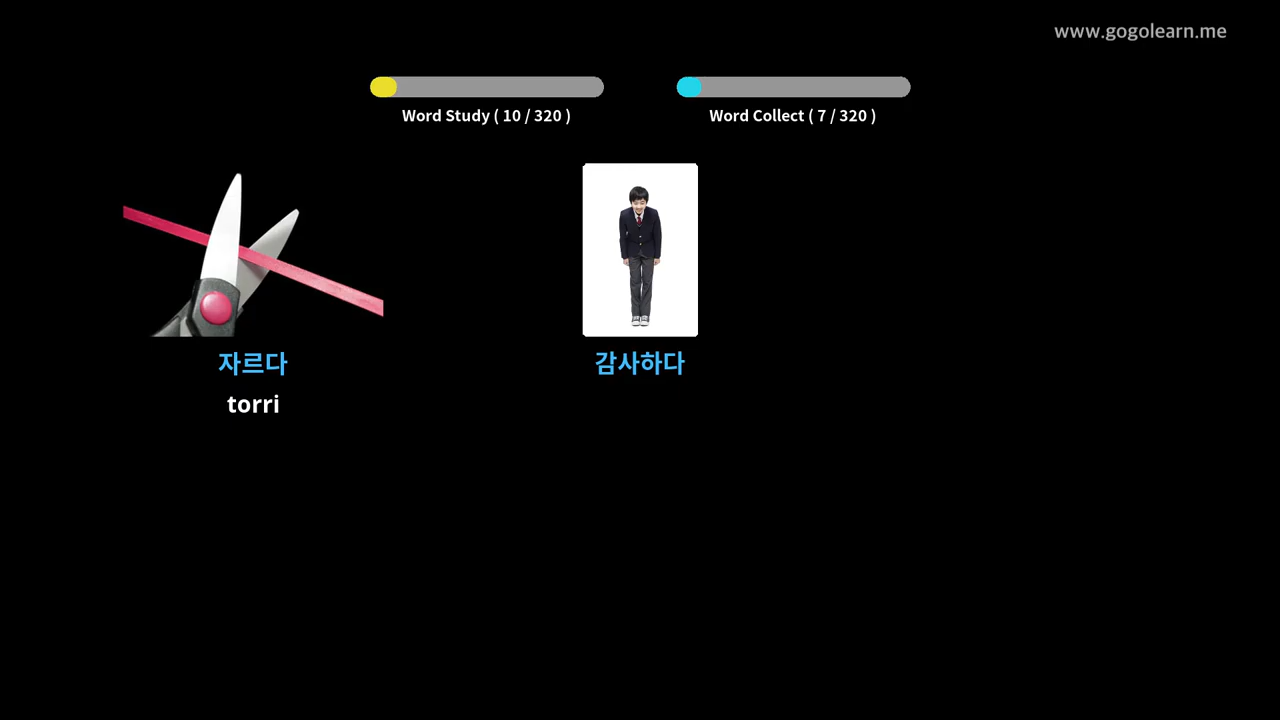 www.gogolearn.me
Word Study ( 10 / 320 )
Word Collect ( 7 / 320 )
자르다
torri
감사하다